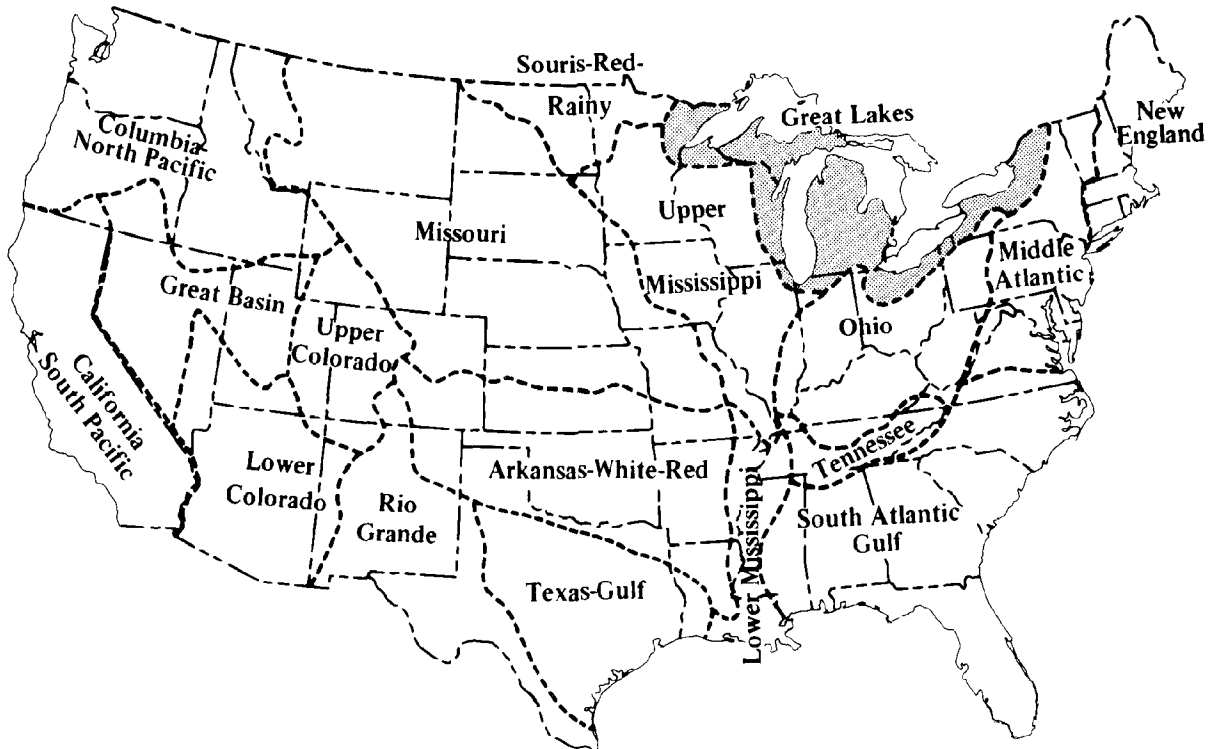 Souris-Red-
Rainy
Great Lakes
New
England
Columbia
North Pacific
Upper
Missouri
Middle
Atlantic
Mississippi
Great Basin
Ohio
Upper
Colorado
California
South Pacific
Tennessee
Lower
Colorado
Arkansas-White-Red
Rio
Grande
Lower Mussissippi
South Atlantic
Gulf
Texas-Gulf